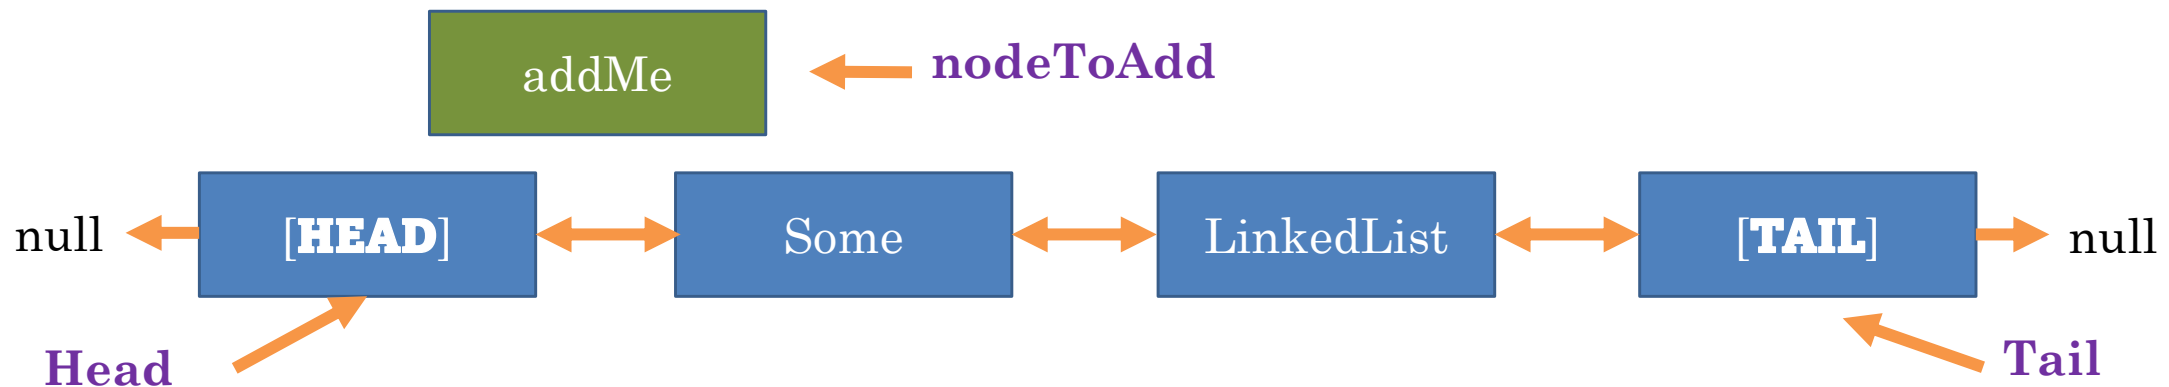 addMe
nodeToAdd
null
[HEAD]
Some
LinkedList
[TAIL]
null
Head
Tail